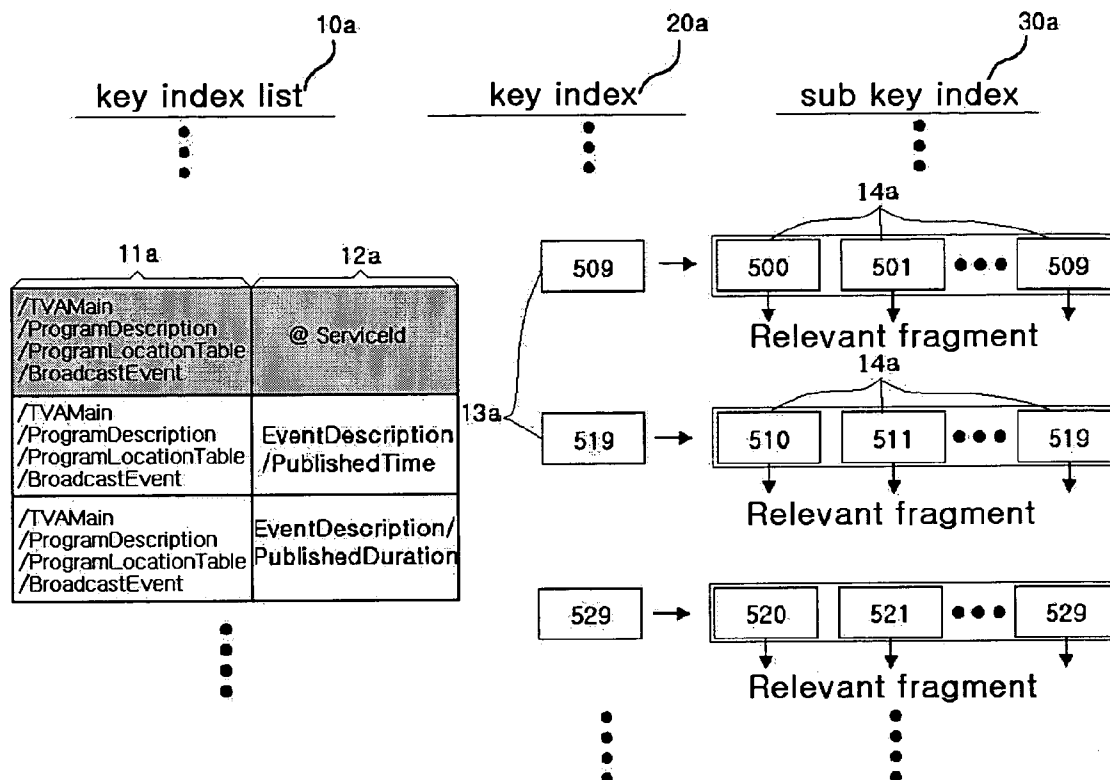 10a
20a
30a
key index list
key index
sub key index
11a
12a
/TVAMain
/ProgramDescription
/ProgramLocationTable
/BroadcastEvent
@ ServiceId
/TVAMain
/ProgramDescription
/ProgramLocationTable
/BroadcastEvent
EventDescription
/PublishedTime
/TVAMain
/ProgramDescription
/ProgramLocationTable
/BroadcastEvent
EventDescription/
PublishedDuration
13a
14a
509
500
501
509
Relevant fragment
14a
519
510
511
519
Relevant fragment
529
520
521
529
Relevant fragment